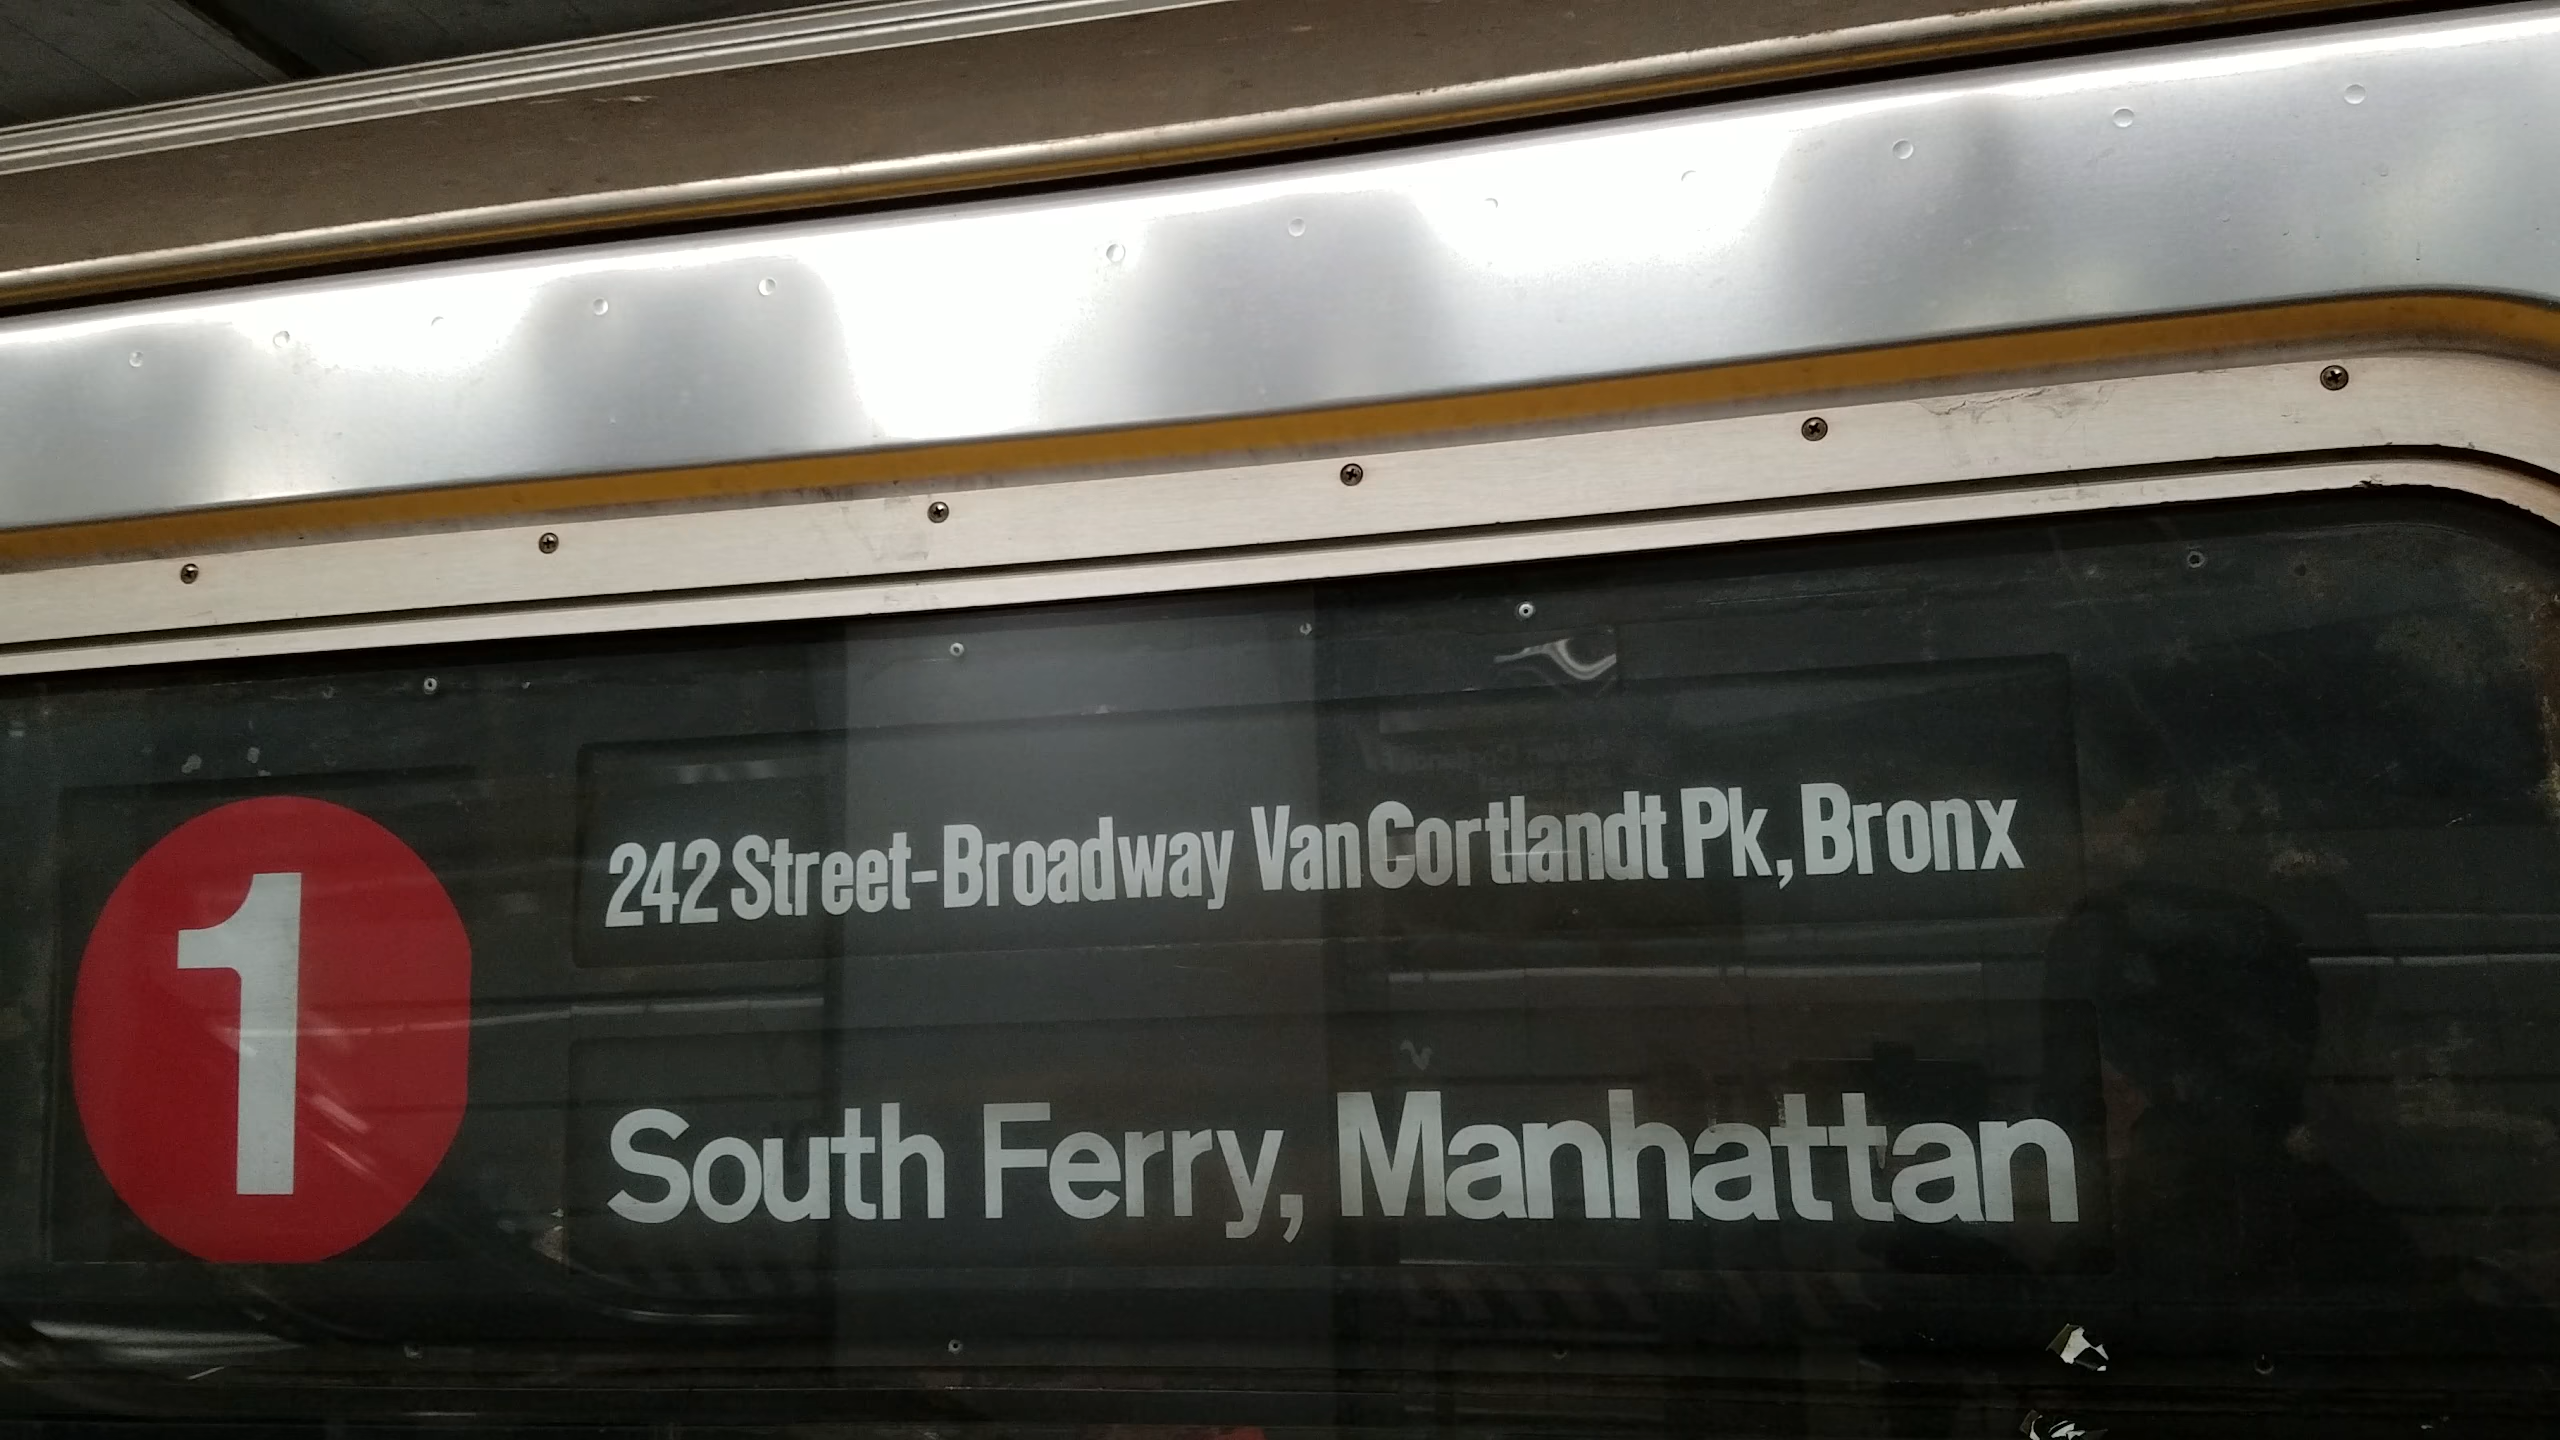 1
242 Street-Broadway Van Cortlandt Pk, Bronx
South Ferry, Manhattan